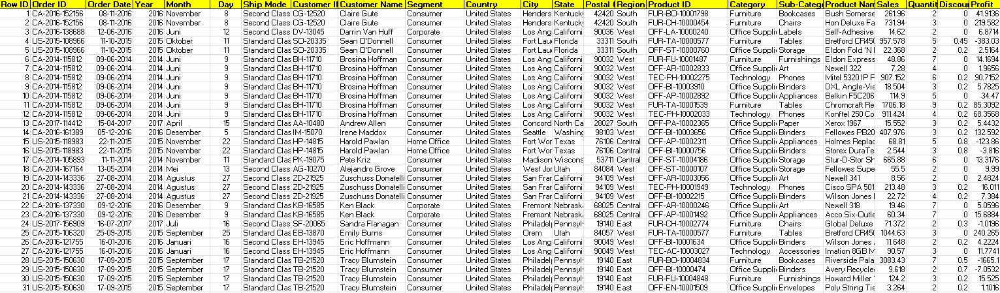 Row ID Order ID Order Date Year Month Day Ship Mode Customer I Customer Name Segment Country City State Postal Region Product ID Category Sub-Categ Product Nam Sales Quantit Discou Profit
1 CA-2016-152156 08-11-2016 2016 November 8 Second Class CG-12520 Claire Gute Consumer United States Henders Kentuck 42420 South FUR-BO-10001798 Furniture Bookcases Bush Somerse 261.96 2 0 41.9136
2 CA-2016-152156 08-11-2016 2016 November 8 Second Class CG-12520 Claire Gute Consumer United States Henders Kentuck 42420 South FUR-CH-10000454 Furniture Chairs Hon Deluxe Fa 731.94 3 0 219.582
3 CA-2016-138688 12-06-2016 2016 Juni 12 Second Class DV-13045 Darrin Van Huff Corporate United States Los Ang Californi 90036 West OFF-LA-10000240 Office Suppli Labels Self-Adhesive 14.62 2 0 6.8714
4 US-2015-108966 11-10-2015 2015 Oktober 11 Standard Clas SO-20335 Sean O'Donnell Consumer United States Fort Lau Florida 33311 South FUR-TA-10000577 Furniture Tables Bretford CR450 957.578 5 0.45 -383.03
5 US-2015-108966 11-10-2015 2015 Oktober 11 Standard Clas SO-20335 Sean O'Donnell Consumer United States Fort Lau Florida 33311 South OFF-ST-10000760 Office Suppli Storage Eldon Fold 'N 22.368 2 0.2 2.5164
6 CA-2014-115812 09-06-2014 2014 Juni 9 Standard Clas BH-11710 Brosina Hoffman Consumer United States Los Ang Californi 90032 West FUR-FU-10001487 Furniture Furnishings Eldon Express 48.86 7 0 14.1694
7 CA-2014-115812 09-06-2014 2014 Juni 9 Standard Clas BH-11710 Brosina Hoffman Consumer United States Los Ang Californi 90032 West OFF-AR-10002833 Office Suppli Art Newell 322 7.28 4 0 1.9656
8 CA-2014-115812 09-06-2014 2014 Juni 9 Standard Clas BH-11710 Brosina Hoffman Consumer United States Los Ang Californi 90032 West TEC-PH-10002275 Technology Phones Mitel 5320 IP F 907.152 6 0.2 90.7152
9 CA-2014-115812 09-06-2014 2014 Juni 9 Standard Clas BH-11710 Brosina Hoffman Consumer United States Los Ang Californi 90032 West OFF-BI-10003910 Office Suppli Binders DXL Angle-Vie 18.504 3 0.2 5.7825
10 CA-2014-115812 09-06-2014 2014 Juni 9 Standard Clas BH-11710 Brosina Hoffman Consumer United States Los Ang Californi 90032 West OFF-AP-10002892 Office Suppli Appliances Belkin F5C206 114.9 5 0 34.47
11 CA-2014-115812 09-06-2014 2014 Juni 9 Standard Clas BH-11710 Brosina Hoffman Consumer United States Los Ang Californi 90032 West FUR-TA-10001539 Furniture Tables Chromcraft Re 1706.18 9 0.2 85.3092
12 CA-2014-115812 09-06-2014 2014 Juni 9 Standard Clas BH-11710 Brosina Hoffman Consumer United States Los Ang Californi 90032 West TEC-PH-10002033 Technology Phones Konftel 250 Co 911.424 4 0.2 68.3568
13 CA-2017-114412 15-04-2017 2017 April 15 Standard Clas AA-10480 Andrew Allen Consumer United States Concord North Ca 28027 South OFF-PA-10002365 Office Suppli Paper Xerox 1967 15.552 3 0.2 5.4432
14 CA-2016-161389 05-12-2016 2016 Desember 5 Standard Clas IM-15070 Irene Maddox Consumer United States Seattle Washing 98103 West OFF-BI-10003656 Office Suppli Binders Fellowes PB20 407.976 3 0.2 132.592
15 US-2015-118983 22-11-2015 2015 November 22 Standard Clas HP-14815 Harold Pawlan Home Office United States Fort Wor Texas 76106 Central OFF-AP-10002311 Office Suppli Appliances Holmes Replac 68.81 5 0.8 -123.86
16 US-2015-118983 22-11-2015 2015 November 22 Standard Clas HP-14815 Harold Pawlan Home Office United States Fort Wor Texas 76106 Central OFF-BI-10000756 Office Suppli Binders Storex DuraTe 2.544 3 0.8 -3.816
17 CA-2014-105893 11-11-2014 2014 November 11 Standard Clas PK-19075 Pete Kriz Consumer United States Madison Wiscons 53711 Central OFF-ST-10004186 Office Suppli Storage Stur-D-Stor Sh 665.88 6 0 13.3176
18 CA-2014-167164 13-05-2014 2014 Mei 13 Second Class AG-10270 Alejandro Grove Consumer United States West Jor Utah 84084 West OFF-ST-10000107 Office Suppli Storage Fellowes Supe 55.5 2 0 9.99
19 CA-2014-143336 27-08-2014 2014 Agustus 27 Second Class ZD-21925 Zuschuss Donatelli Consumer United States San Fran Californi 94109 West OFF-AR-10003056 Office Suppli Art Newell 341 8.56 2 0 2.4824
20 CA-2014-143336 27-08-2014 2014 Agustus 27 Second Class ZD-21925 Zuschuss Donatelli Consumer United States San Fran Californi 94109 West TEC-PH-10001949 Technology Phones Cisco SPA 501 213.48 3 0.2 16.011
21 CA-2014-143336 27-08-2014 2014 Agustus 27 Second Class ZD-21925 Zuschuss Donatelli Consumer United States San Fran Californi 94109 West OFF-BI-10002215 Office Suppli Binders Wilson Jones 22.72 4 0.2 7.384
22 CA-2016-137330 09-12-2016 2016 Desember 9 Standard Clas KB-16585 Ken Black Corporate United States Fremont Nebrask 68025 Central OFF-AR-10000246 Office Suppli Art Newell 318 19.46 7 0 5.0596
23 CA-2016-137330 09-12-2016 2016 Desember 9 Standard Clas KB-16585 Ken Black Corporate United States Fremont Nebrask 68025 Central OFF-AP-10001492 Office Suppli Appliances Acco Six-Outle 60.34 7 0 15.6884
24 US-2017-156909 16-07-2017 2017 Juli 16 Second Class SF-20065 Sandra Flanagan Consumer United States Philadelp Pennsyl 19140 East FUR-CH-10002774 Furniture Chairs Global Deluxe 71.372 2 0.3 -1.0196
25 CA-2015-106320 25-09-2015 2015 September 25 Standard Clas EB-13870 Emily Burns Consumer United States Orem Utah 84057 West FUR-TA-10000577 Furniture Tables Bretford CR450 1044.63 3 0 240.265
26 CA-2016-121755 16-01-2016 2016 Januari 16 Second Class EH-13945 Eric Hoffmann Consumer United States Los Ang Californi 90049 West OFF-BI-10001634 Office Suppli Binders Wilson Jones 11.648 2 0.2 4.2224
27 CA-2016-121755 16-01-2016 2016 Januari 16 Second Class EH-13945 Eric Hoffmann Consumer United States Los Ang Californi 90049 West TEC-AC-10003027 Technology Accessories Imation 8GB M 90.57 3 0 11.7741
28 US-2015-150630 17-09-2015 2015 September 17 Standard Clas TB-21520 Tracy Blumstein Consumer United States Philadelp Pennsyl 19140 East FUR-BO-10004834 Furniture Bookcases Riverside Pala 3083.43 7 0.5 -1665.1
29 US-2015-150630 17-09-2015 2015 September 17 Standard Clas TB-21520 Tracy Blumstein Consumer United States Philadelp Pennsyl 19140 East OFF-BI-10000474 Office Suppli Binders Avery Recycle 9.618 2 0.7 -7.0532
30 US-2015-150630 17-09-2015 2015 September 17 Standard Clas TB-21520 Tracy Blumstein Consumer United States Philadelp Pennsyl 19140 East FUR-FU-10004848 Furniture Furnishings Howard Miller 124.2 3 0.2 15.525
31 US-2015-150630 17-09-2015 2015 September 17 Standard Clas TB-21520 Tracy Blumstein Consumer United States Philadelp Pennsyl 19140 East OFF-EN-10001509 Office Suppli Envelopes Poly String Tie 3.264 2 0.2 1.1016